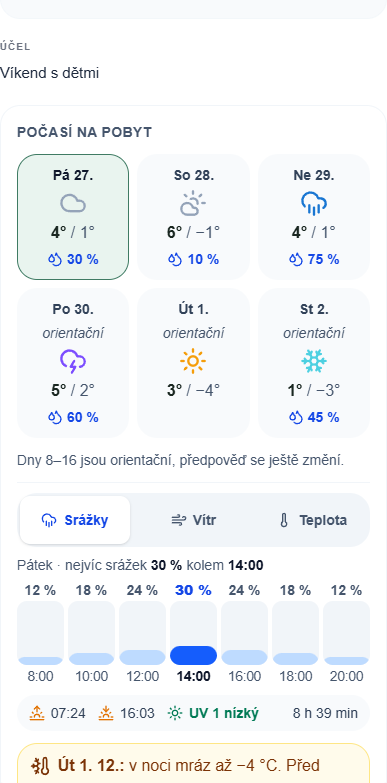 ÚČEL
Víkend s dětmi
POČASÍ NA POBYT
Pá 27.
4° / 1°
30 %
So 28.
6° / −1°
10 %
Ne 29.
4° / 1°
75 %
Po 30.
orientační
5° / 2°
60 %
Út 1.
orientační
3° / −4°
St 2.
orientační
1° / −3°
45 %
Dny 8–16 jsou orientační, předpověď se ještě změní.
Srážky Vítr Teplota
Pátek · nejvíc srážek 30 % kolem 14:00
12 % 18 % 24 % 30 % 24 % 18 % 12 %
8:00 10:00 12:00 14:00 16:00 18:00 20:00
07:24 16:03 UV 1 nízký 8 h 39 min
Út 1. 12.: v noci mráz až −4 °C. Před